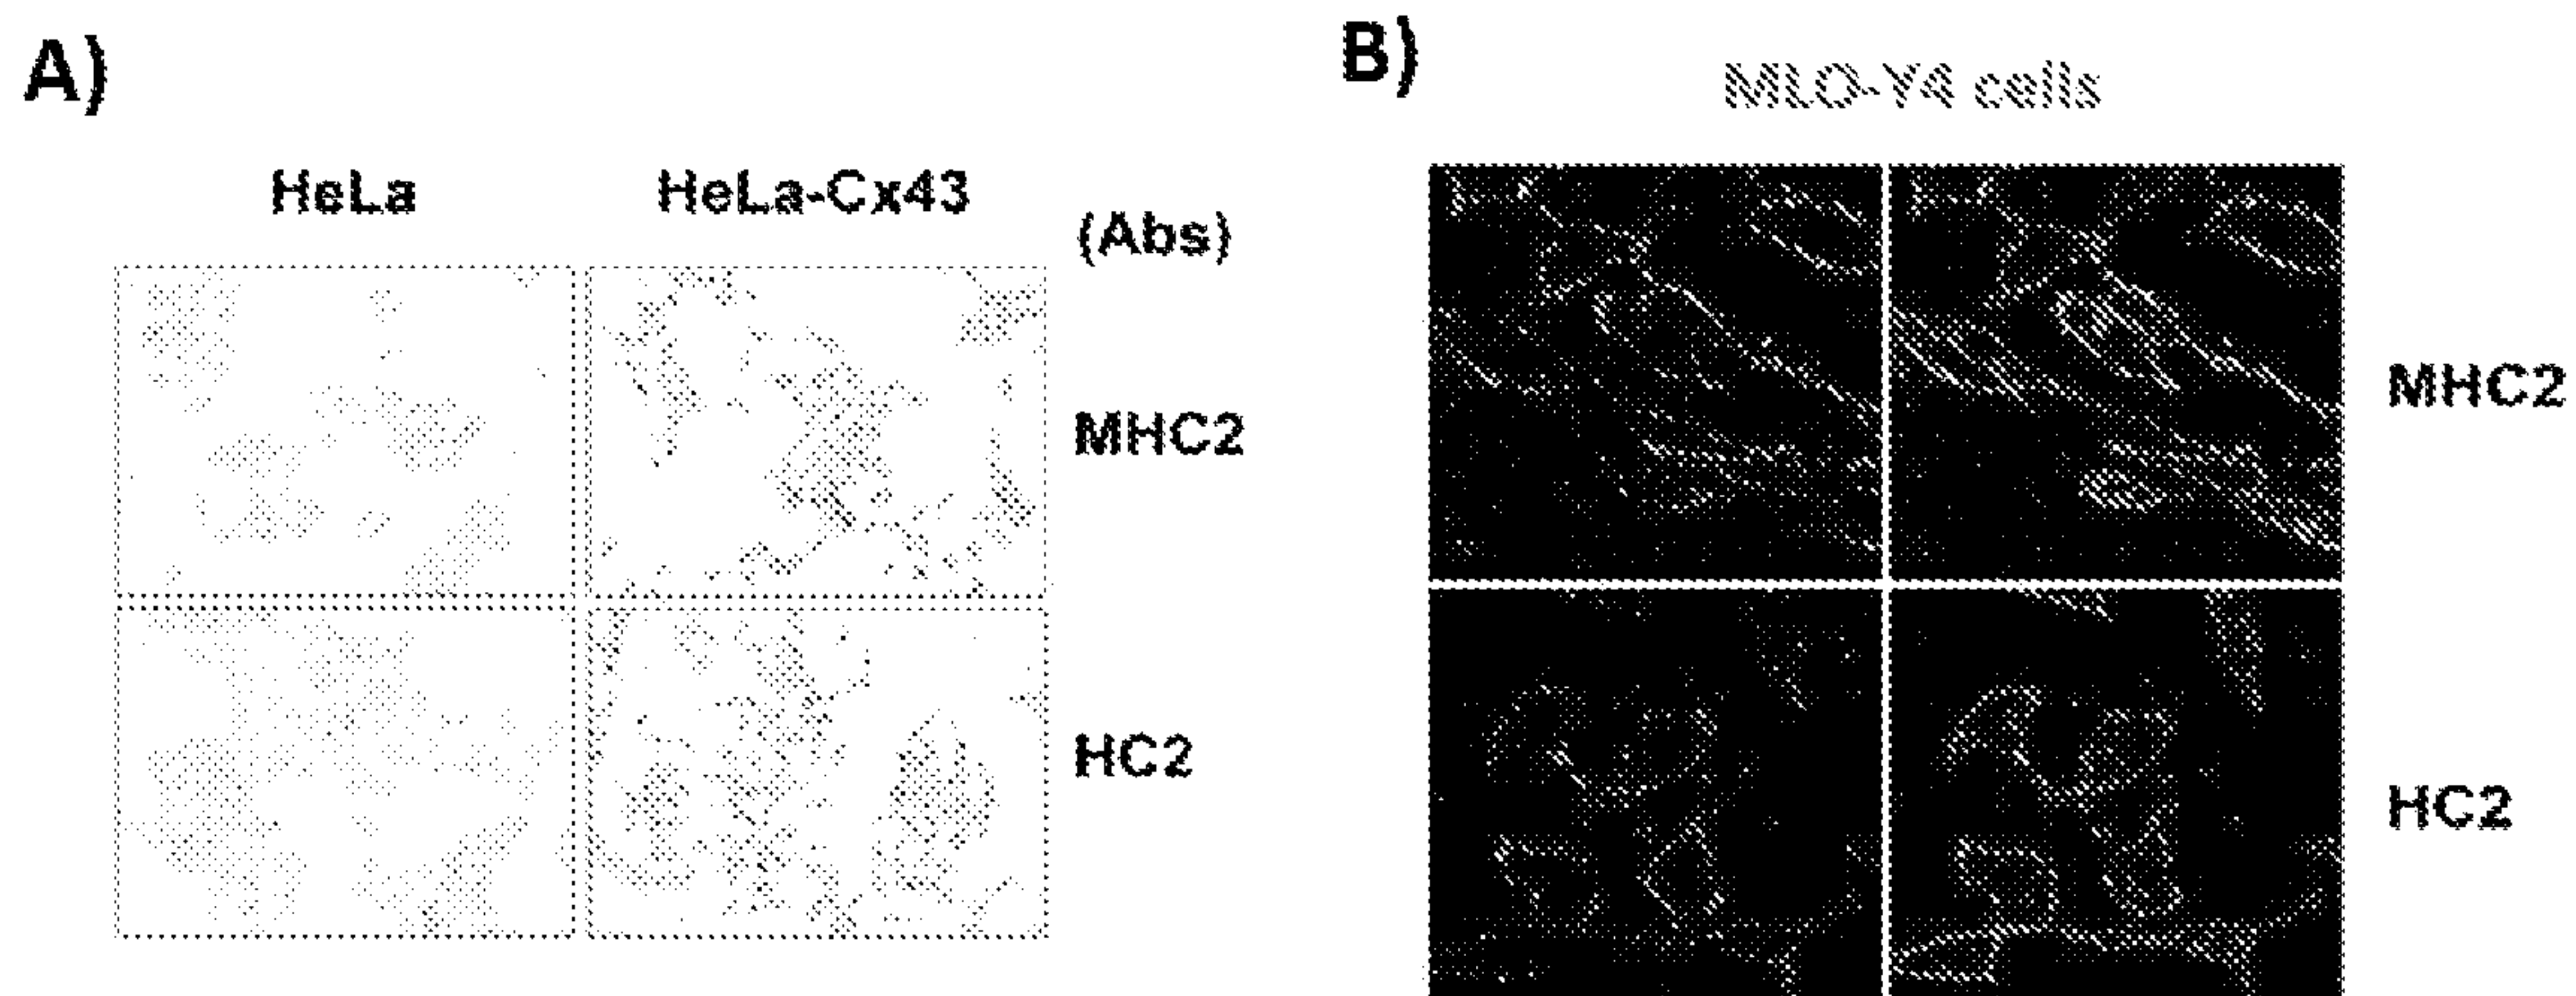 A)
HeLa
HeLa-Cx43
(Abs)
MHC2
HC2
B)
MLO-Y4 cells
MHC2
HC2